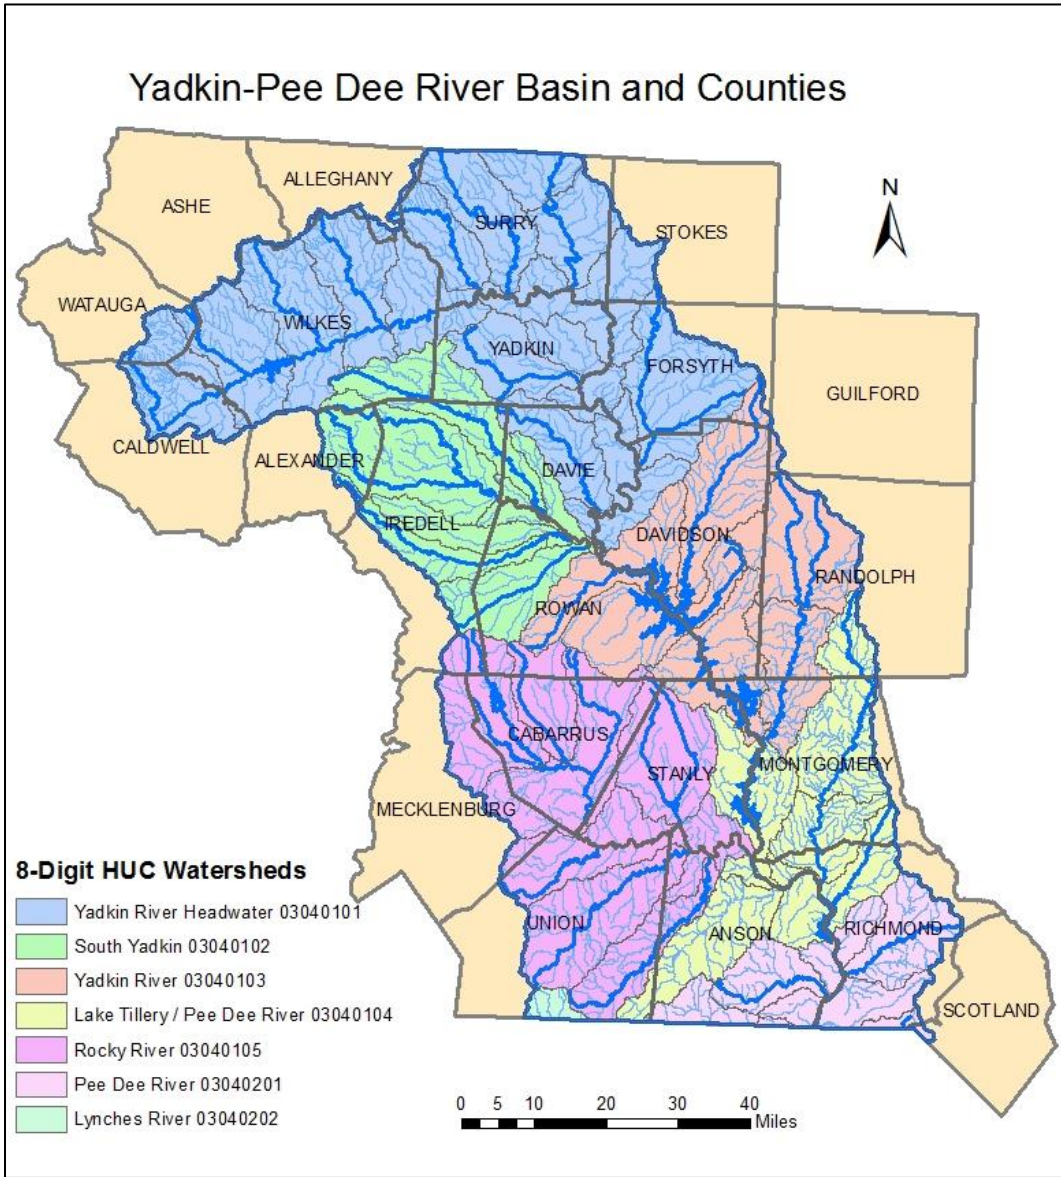 Yadkin-Pee Dee River Basin and Counties
N
ALLEGHANY
ASHE
SURRY
STOKES
WATAUGA
WILKES
YADKIN
FORSYTH
GUILFORD
CALDWELL
ALEXANDER
DAVIE
IREDELL
DAVIDSON
RANDOLPH
ROWAN
CABARRUS
STANLY
MONTGOMERY
MECKLENBURG
UNION
ANSON
RICHMOND
SCOTLAND
8-Digit HUC Watersheds
Yadkin River Headwater 03040101
South Yadkin 03040102
Yadkin River 03040103
Lake Tillery / Pee Dee River 03040104
Rocky River 03040105
Pee Dee River 03040201
Lynches River 03040202
0 5 10 20 30 40
Miles